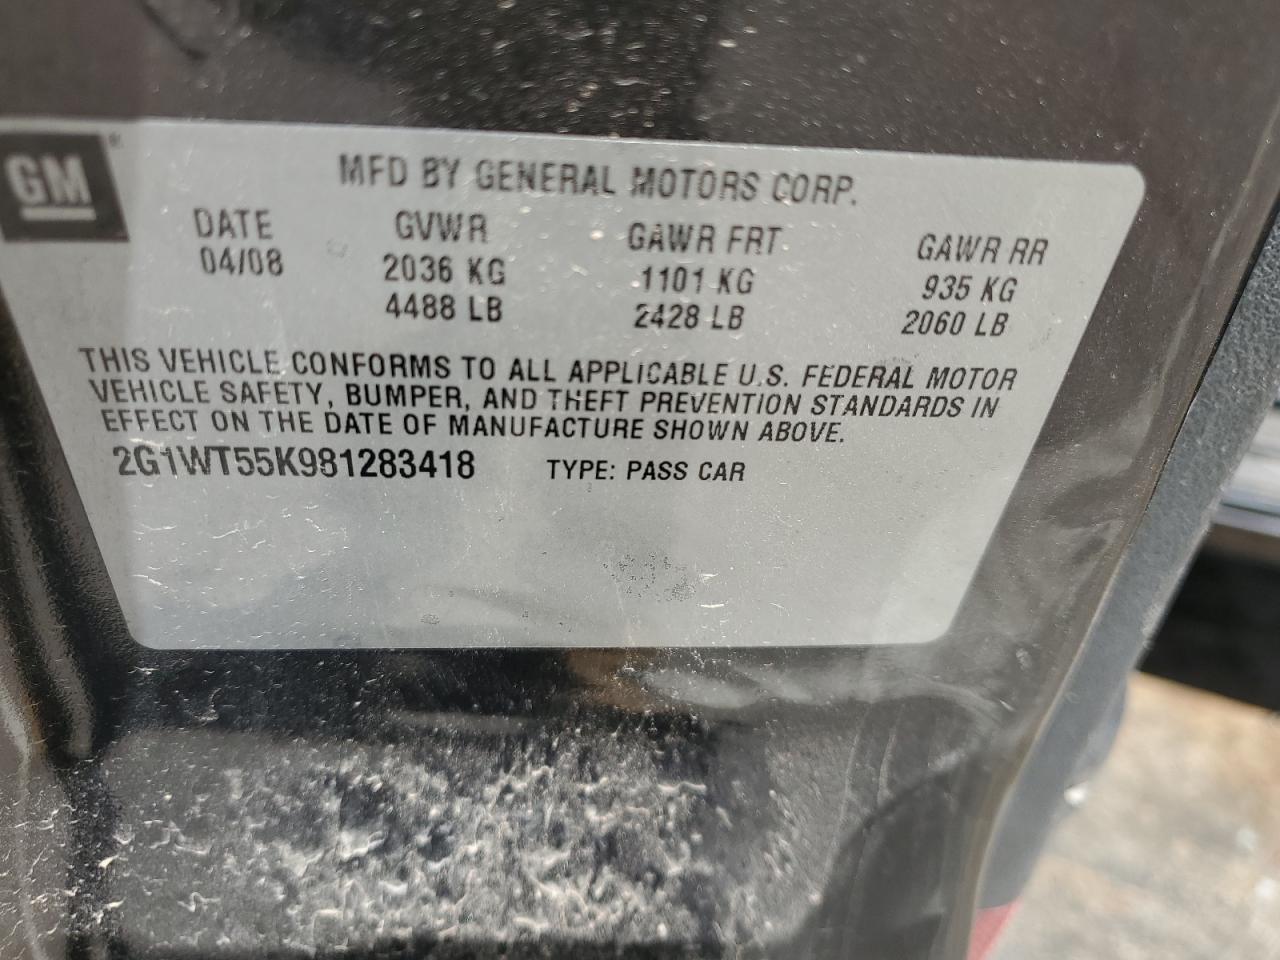 GM®
MFD BY GENERAL MOTORS CORP.
DATE GVWR GAWR FRT GAWR RR
04/08 2036 KG 1101 KG 935 KG
4488 LB 2428 LB 2060 LB
THIS VEHICLE CONFORMS TO ALL APPLICABLE U.S. FEDERAL MOTOR
VEHICLE SAFETY, BUMPER, AND THEFT PREVENTION STANDARDS IN
EFFECT ON THE DATE OF MANUFACTURE SHOWN ABOVE.
2G1WT55K981283418 TYPE: PASS CAR